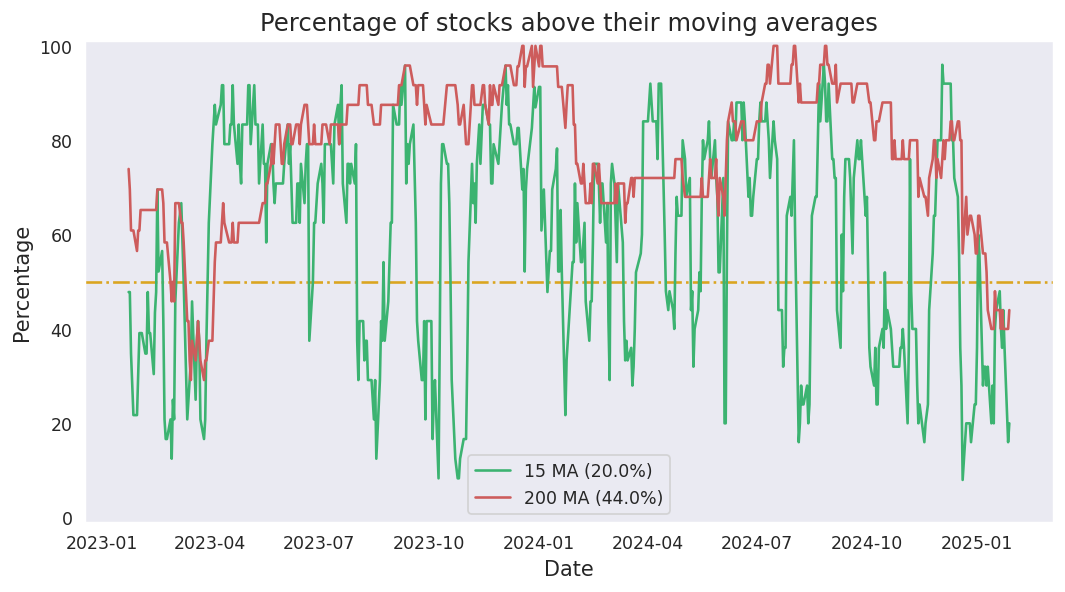 Percentage of stocks above their moving averages
Percentage
100
80
60
40
20
0
15 MA (20.0%)
200 MA (44.0%)
2023-01 2023-04 2023-07 2023-10 2024-01 2024-04 2024-07 2024-10 2025-01
Date